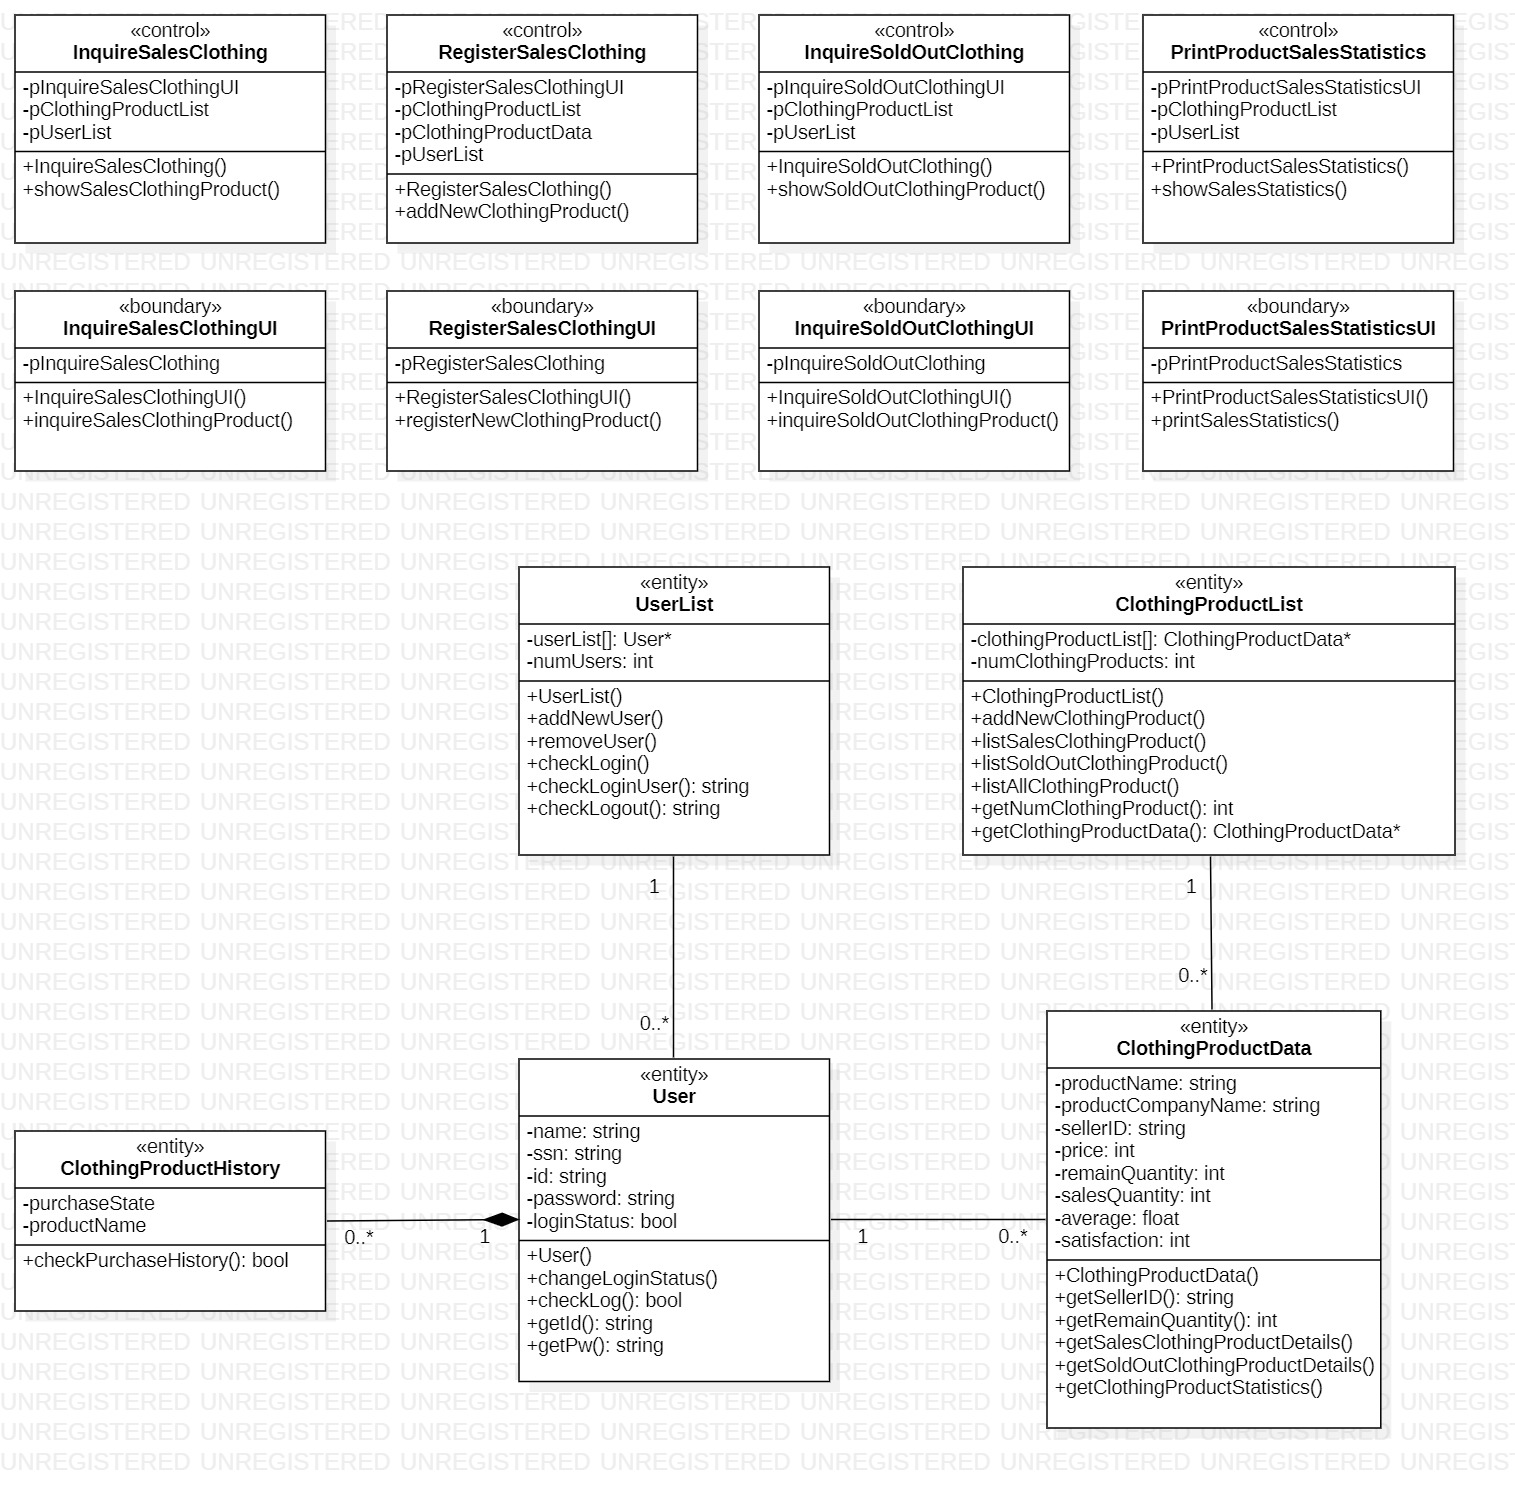 «control»
InquireSalesClothing
-pInquireSalesClothingUI
-pClothingProductList
-pUserList
+InquireSalesClothing()
+showSalesClothingProduct()
«control»
RegisterSalesClothing
-pRegisterSalesClothingUI
-pClothingProductList
-pClothingProductData
-pUserList
+RegisterSalesClothing()
+addNewClothingProduct()
«control»
InquireSoldOutClothing
-pInquireSoldOutClothingUI
-pClothingProductList
-pUserList
+InquireSoldOutClothing()
+showSoldOutClothingProduct()
«control»
PrintProductSalesStatistics
-pPrintProductSalesStatisticsUI
-pClothingProductList
-pUserList
+PrintProductSalesStatistics()
+showSalesStatistics()
«boundary»
InquireSalesClothingUI
-pInquireSalesClothing
+InquireSalesClothingUI()
+inquireSalesClothingProduct()
«boundary»
RegisterSalesClothingUI
-pRegisterSalesClothing
+RegisterSalesClothingUI()
+registerNewClothingProduct()
«boundary»
InquireSoldOutClothingUI
-pInquireSoldOutClothing
+InquireSoldOutClothingUI()
+inquireSoldOutClothingProduct()
«boundary»
PrintProductSalesStatisticsUI
-pPrintProductSalesStatistics
+PrintProductSalesStatisticsUI()
+printSalesStatistics()
UNREGISTERED UNREGISTERED UNREGISTERED UNREGISTERED UNREGISTERED UNREGISTERED UNREGISTERED UNREGIS
«entity»
UserList
-userList[]: User*
-numUsers: int
+UserList()
+addNewUser()
+removeUser()
+checkLogin()
+checkLoginUser(): string
+checkLogout(): string
«entity»
ClothingProductList
-clothingProductList[]: ClothingProductData*
-numClothingProducts: int
+ClothingProductList()
+addNewClothingProduct()
+listSalesClothingProduct()
+listSoldOutClothingProduct()
+listAllClothingProduct()
+getNumClothingProduct(): int
+getClothingProductData(): ClothingProductData*
1
0..*
1
0..*
«entity»
ClothingProductHistory
-purchaseState
-productName
+checkPurchaseHistory(): bool
0..*
1
«entity»
User
-name: string
-ssn: string
-id: string
-password: string
-loginStatus: bool
+User()
+changeLoginStatus()
+checkLog(): bool
+getId(): string
+getPw(): string
1
0..*
«entity»
ClothingProductData
-productName: string
-productCompanyName: string
-sellerID: string
-price: int
-remainQuantity: int
-salesQuantity: int
-average: float
-satisfaction: int
+ClothingProductData()
+getSellerID(): string
+getRemainQuantity(): int
+getSalesClothingProductDetails()
+getSoldOutClothingProductDetails()
+getClothingProductStatistics()